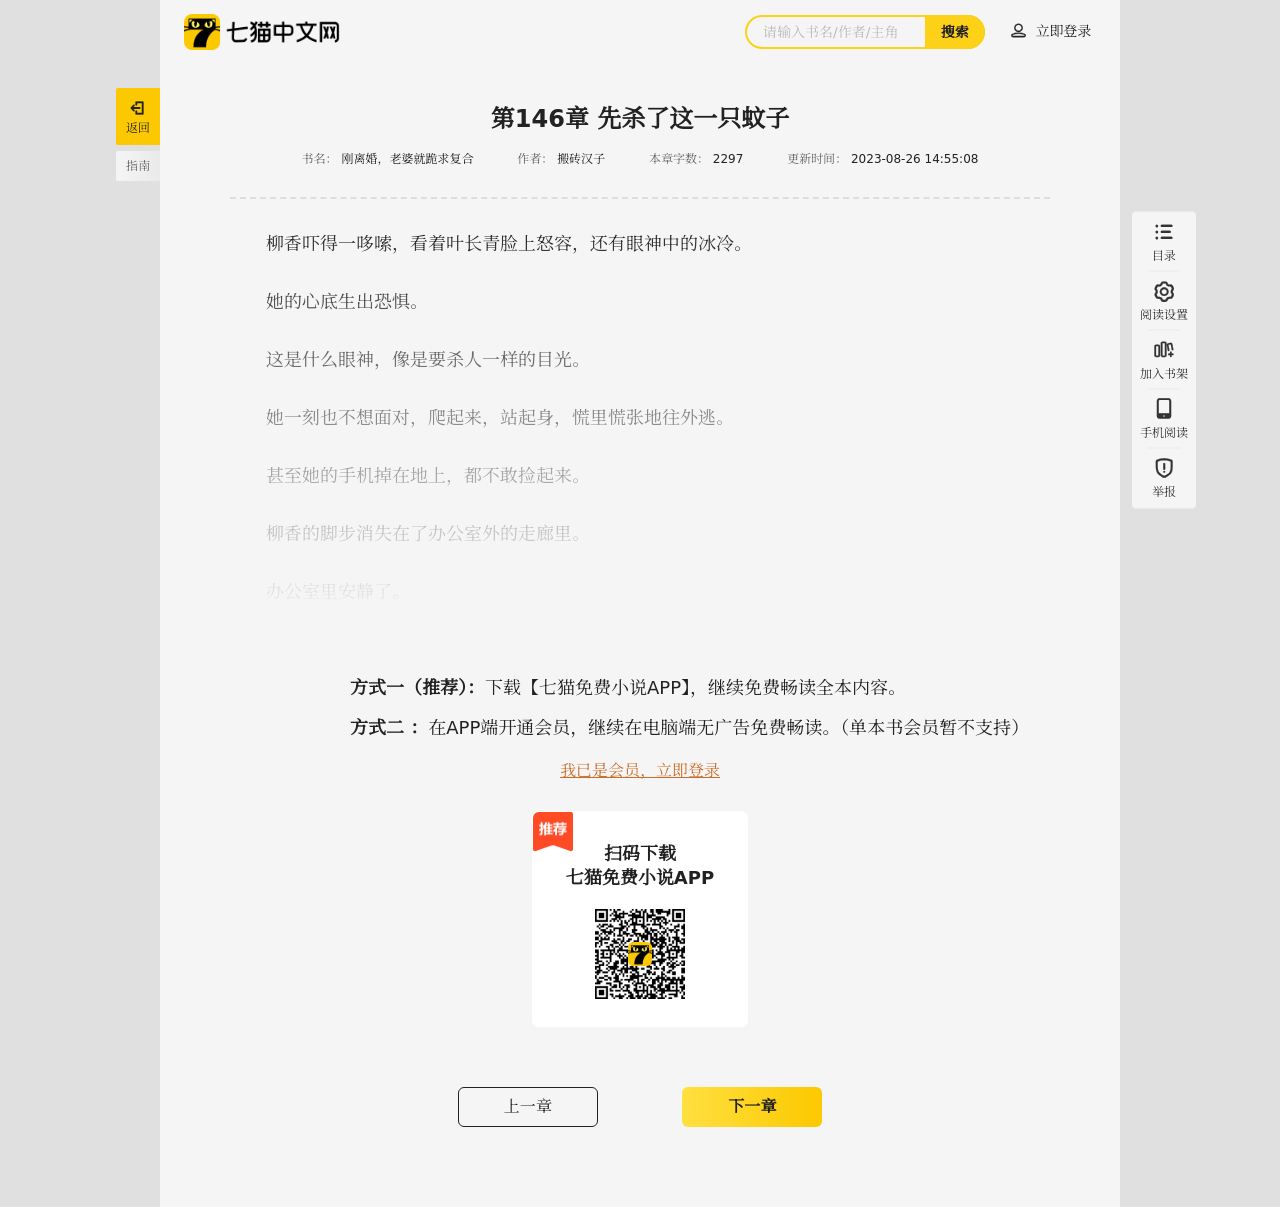 七猫中文网
请输入书名/作者/主角
搜索
立即登录
返回
指南
第146章 先杀了这一只蚊子
书名： 刚离婚，老婆就跪求复合 作者： 搬砖汉子 本章字数： 2297 更新时间： 2023-08-26 14:55:08
柳香吓得一哆嗦，看着叶长青脸上怒容，还有眼神中的冰冷。
她的心底生出恐惧。
这是什么眼神，像是要杀人一样的目光。
她一刻也不想面对，爬起来，站起身，慌里慌张地往外逃。
甚至她的手机掉在地上，都不敢捡起来。
柳香的脚步消失在了办公室外的走廊里。
办公室里安静了。
目录
阅读设置
加入书架
手机阅读
举报
方式一（推荐）： 下载【七猫免费小说APP】，继续免费畅读全本内容。
方式二 ： 在APP端开通会员，继续在电脑端无广告免费畅读。（单本书会员暂不支持）
我已是会员，立即登录
推荐
扫码下载
七猫免费小说APP
上一章
下一章